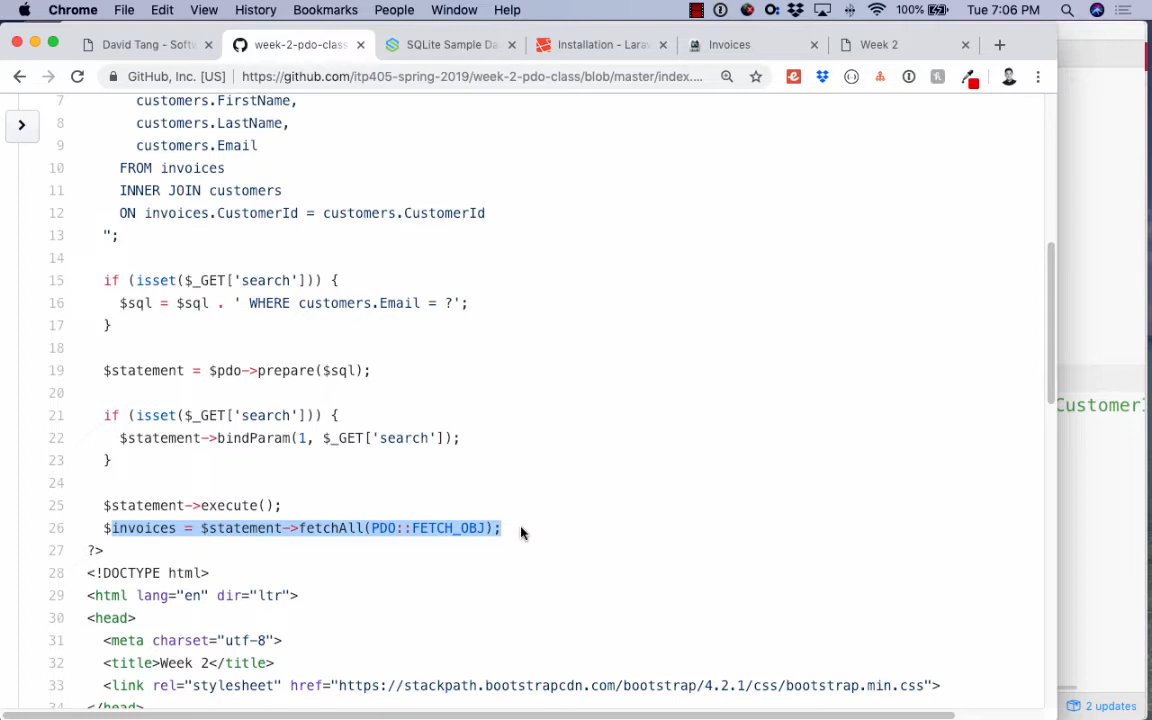 Chrome File Edit View History Bookmarks People Window Help 100% Tue 7:06 PM
David Tang - Softw
week-2-pdo-class
SQLite Sample Da
Installation - Lara
Invoices
Week 2
GitHub, Inc. [US] https://github.com/itp405-spring-2019/week-2-pdo-class/blob/master/index....
7 customers.FirstName,
8 customers.LastName,
9 customers.Email
10 FROM invoices
11 INNER JOIN customers
12 ON invoices.CustomerId = customers.CustomerId
13 ";
14
15 if (isset($_GET['search'])) {
16 $sql = $sql . ' WHERE customers.Email = ?';
17 }
18
19 $statement = $pdo->prepare($sql);
20
21 if (isset($_GET['search'])) {
22 $statement->bindParam(1, $_GET['search']);
23 }
24
25 $statement->execute();
26 $invoices = $statement->fetchAll(PDO::FETCH_OBJ);
27 ?>
28 <!DOCTYPE html>
29 <html lang="en" dir="ltr">
30 <head>
31 <meta charset="utf-8">
32 <title>Week 2</title>
33 <link rel="stylesheet" href="https://stackpath.bootstrapcdn.com/bootstrap/4.2.1/css/bootstrap.min.css">
34 </head>
CustomerI
2 updates